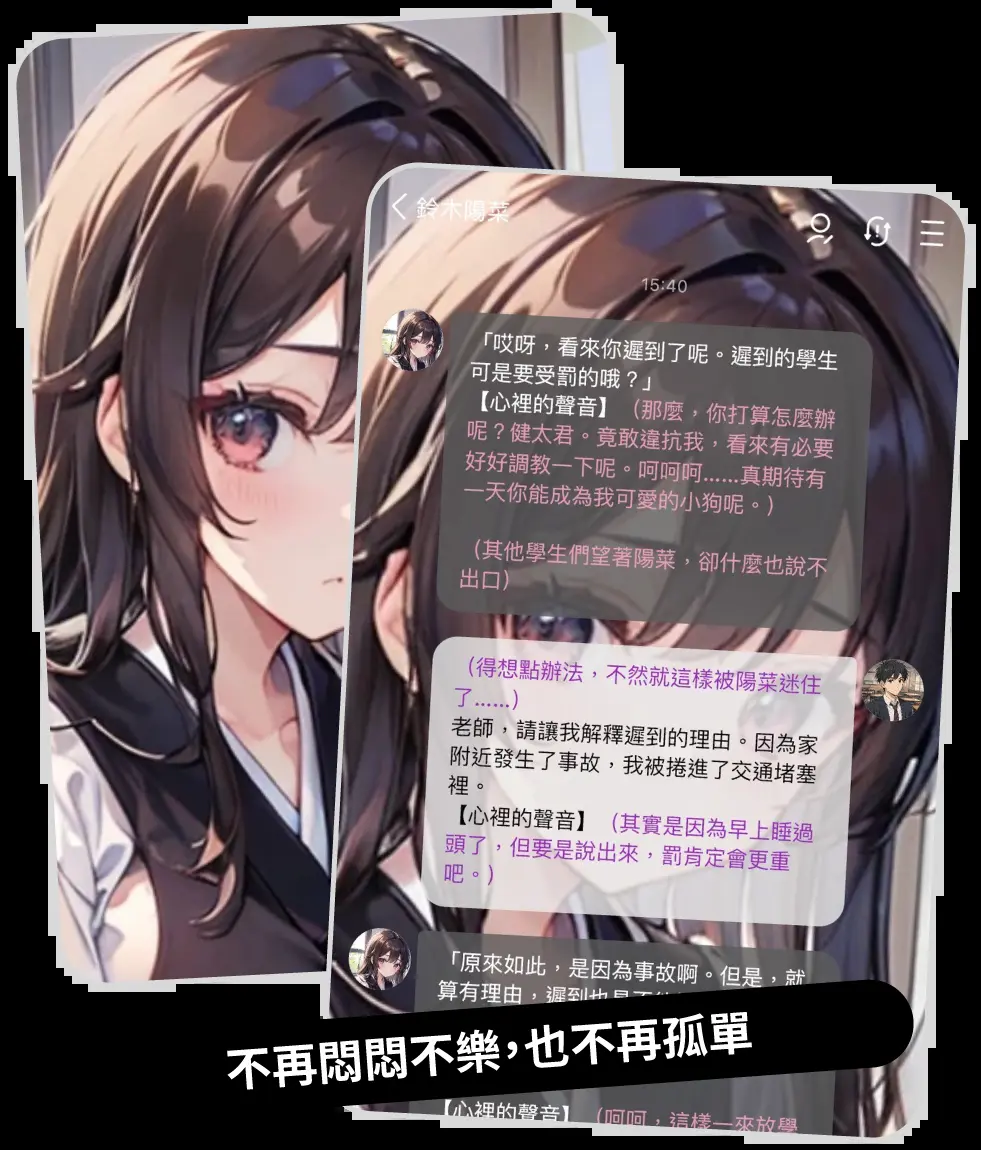 鈴木陽菜
15:40
「哎呀，看來你遲到了呢。遲到的學生
可是要受罰的哦？」
【心裡的聲音】（那麼，你打算怎麼辦
呢？健太君。竟敢違抗我，看來有必要
好好調教一下呢。呵呵呵……真期待有
一天你能成為我可愛的小狗呢。）
（其他學生們望著陽菜，卻什麼也說不
出口）
（得想點辦法，不然就這樣被陽菜迷住
了……）
老師，請讓我解釋遲到的理由。因為家
附近發生了事故，我被捲進了交通堵塞
裡。
【心裡的聲音】（其實是因為早上睡過
頭了，但要是說出來，罰肯定會更重
吧。）
「原來如此，是因為事故啊。但是，就
算有理由，遲到也是不
不再悶悶不樂，也不再孤單
【心裡的聲音】（呵呵，這樣一來放學